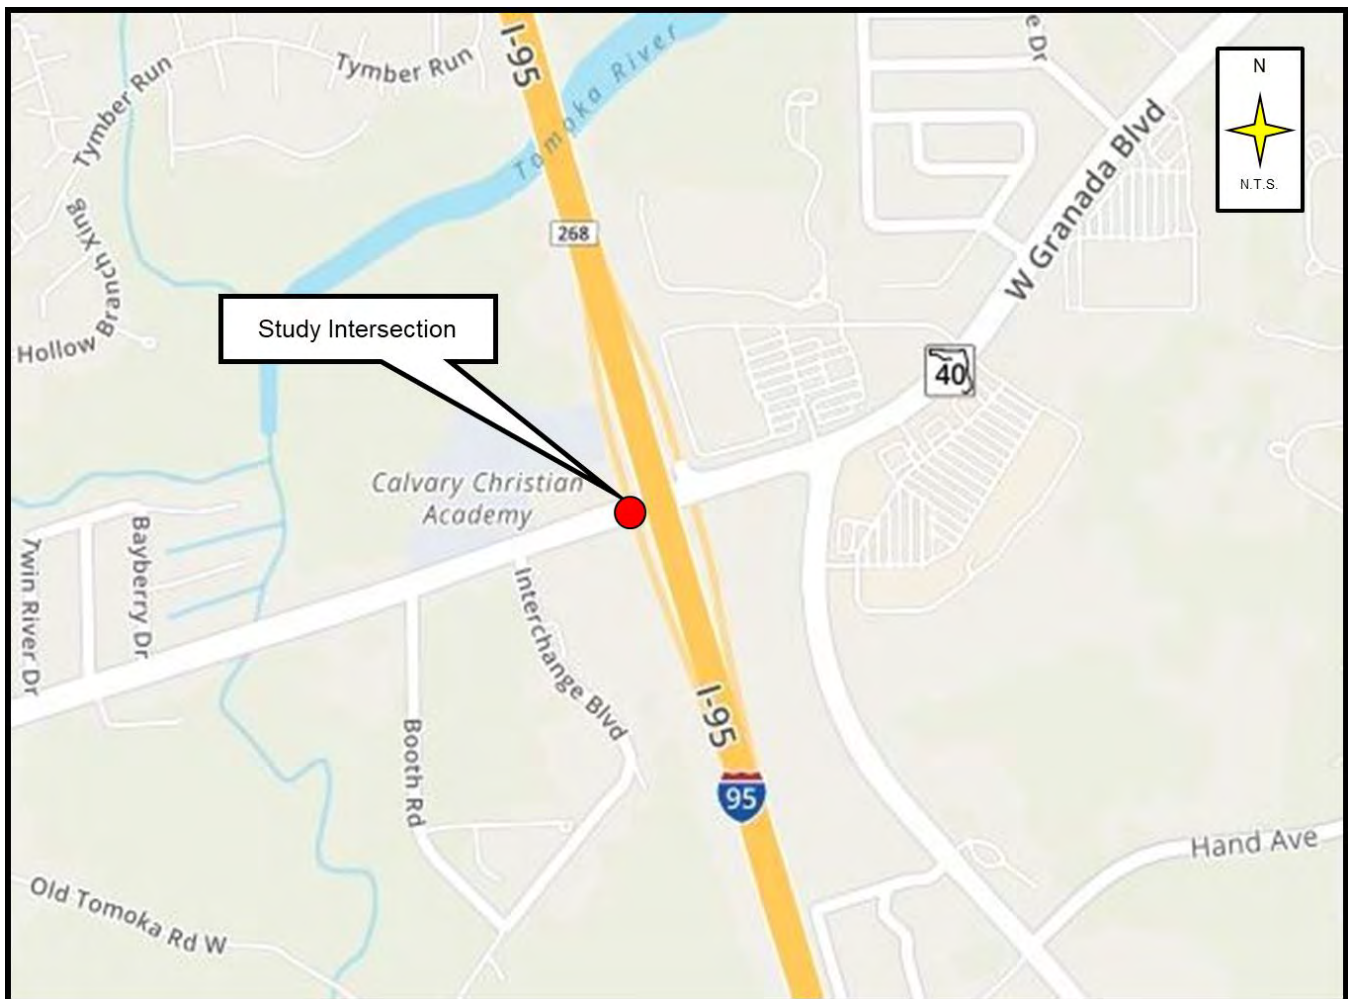 I-95
Tymber Run
Tymber Run
Tomoka River
e Dr
N
N.T.S.
W Granada Blvd
Branch Xing
Hollow
268
Study Intersection
40
Calvary Christian
Academy
Twin River Dr
Bayberry Dr
Interchange Blvd
Booth Rd
I-95
95
Hand Ave
Old Tomoka Rd W